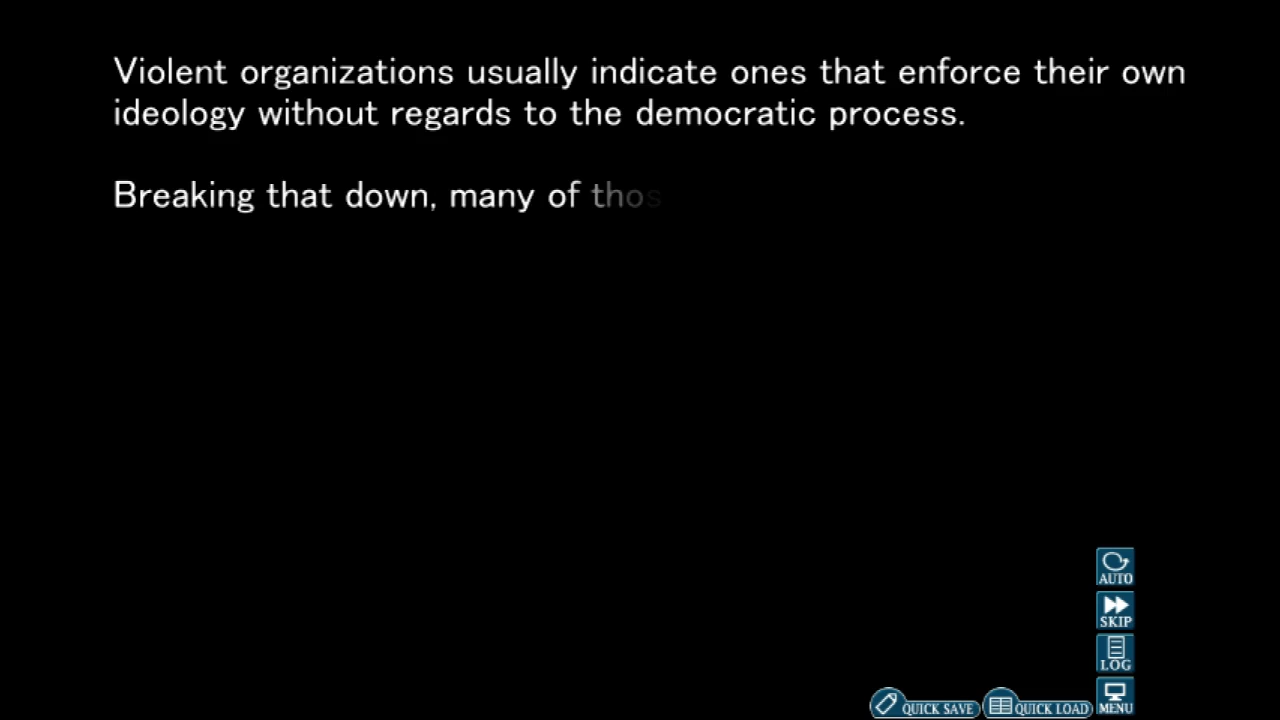 Violent organizations usually indicate ones that enforce their own
ideology without regards to the democratic process.
Breaking that down, many of thos
AUTO
SKIP
LOG
QUICK SAVE
QUICK LOAD
MENU